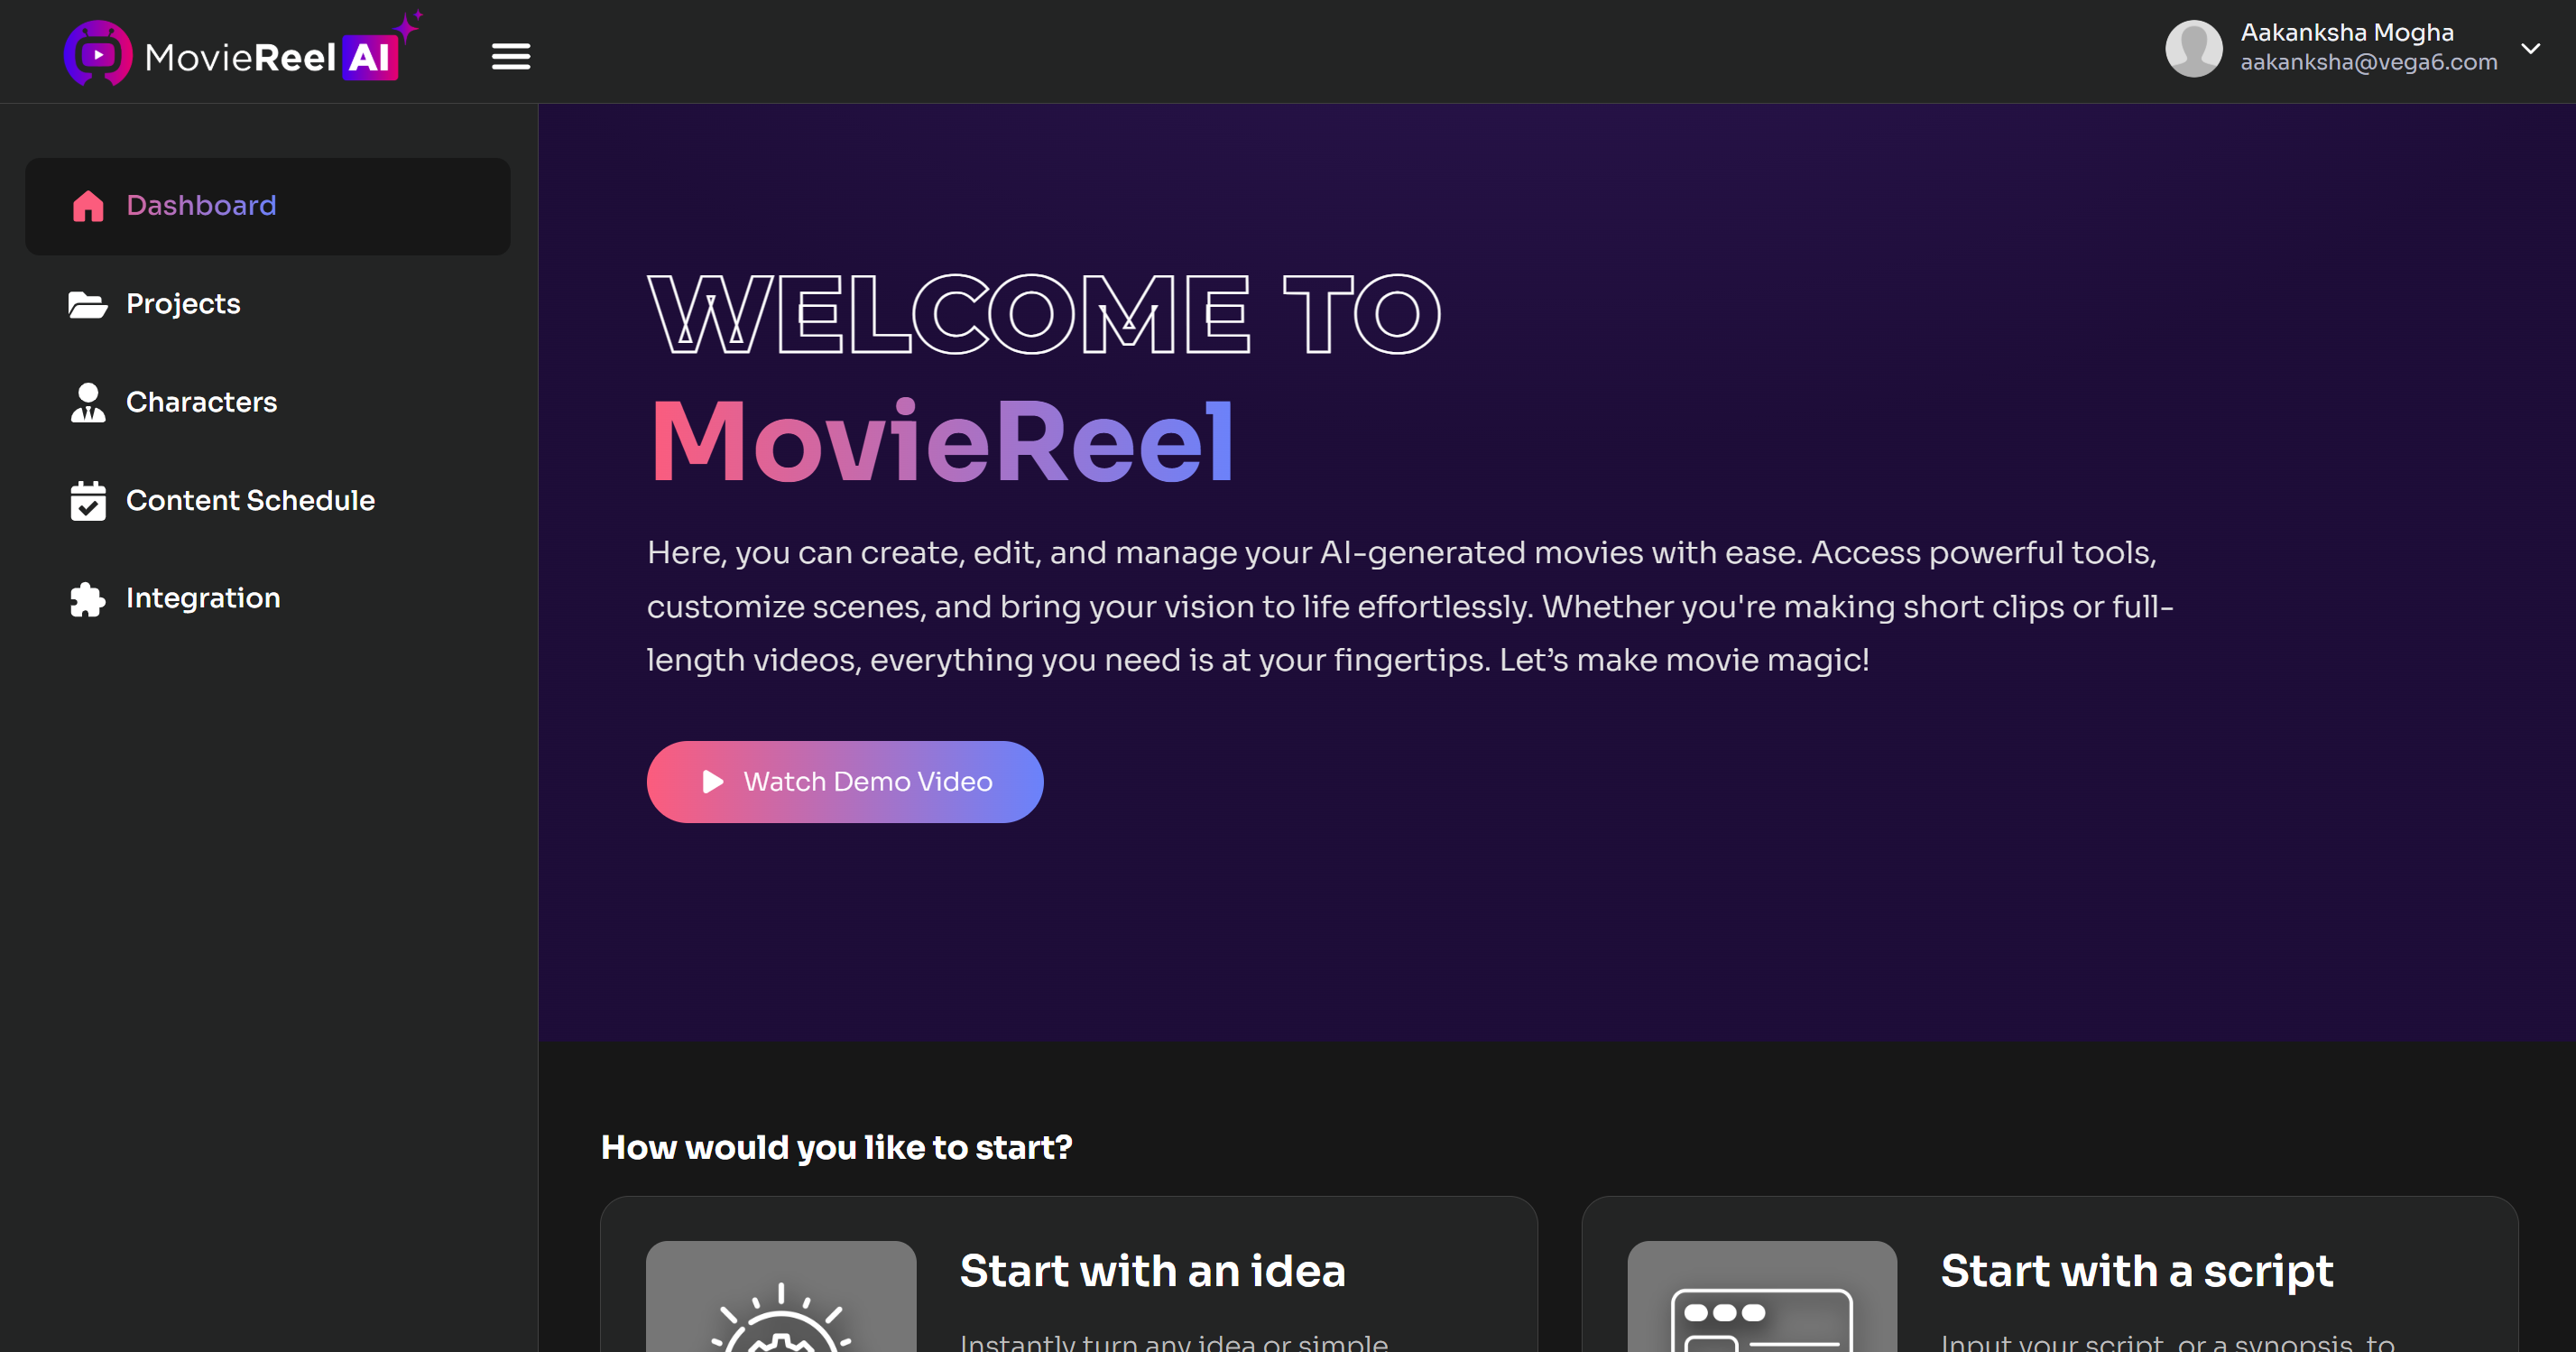 MovieReel AI
Aakanksha Mogha
aakanksha@vega6.com
Dashboard
Projects
Characters
Content Schedule
Integration
WELCOME TO
MovieReel
Here, you can create, edit, and manage your AI-generated movies with ease. Access powerful tools,
customize scenes, and bring your vision to life effortlessly. Whether you're making short clips or full-
length videos, everything you need is at your fingertips. Let’s make movie magic!
Watch Demo Video
How would you like to start?
Start with an idea
Instantly turn any idea or simple
Start with a script
Input your script, or a synopsis, to